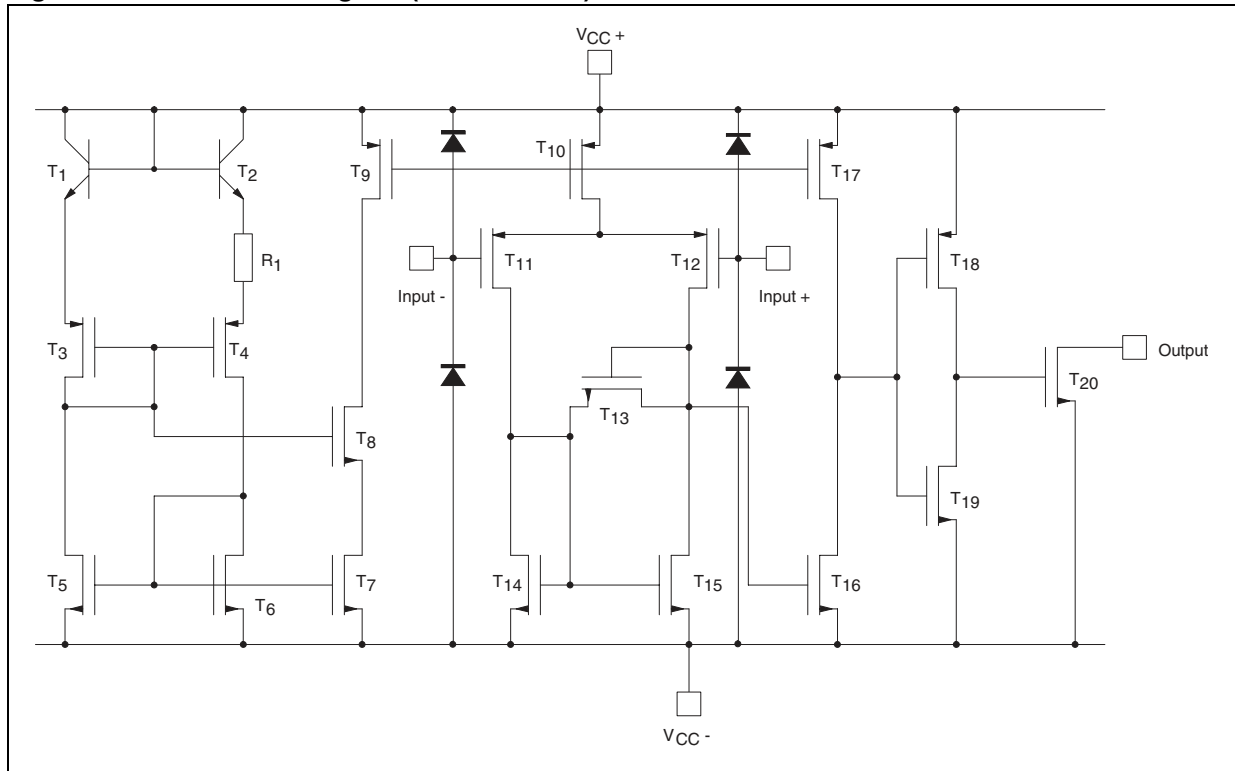 VCC +
T1
T2
T9
T10
T17
R1
T11
T12
T18
Input -
Input +
T3
T4
Output
T20
T13
T8
T19
T5
T6
T7
T14
T15
T16
VCC -